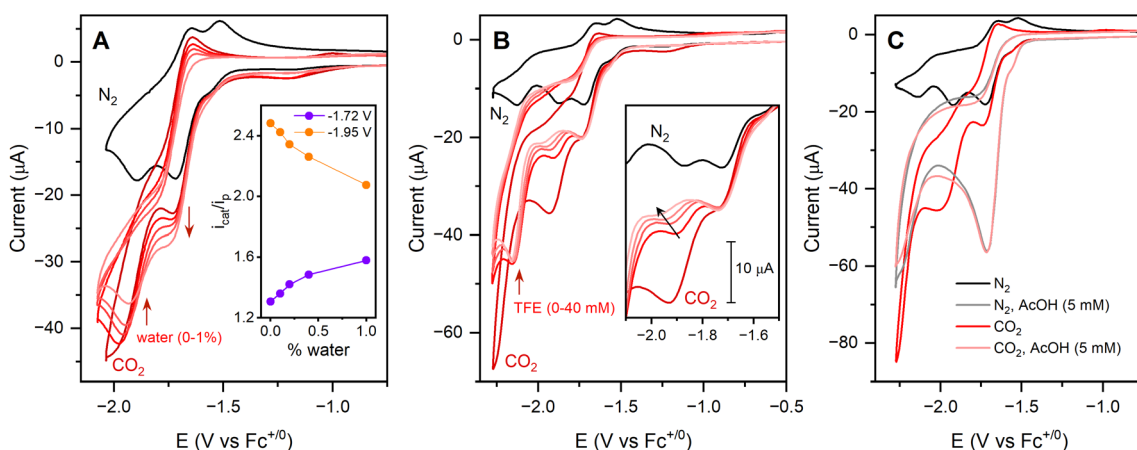 A
N₂
CO₂
water (0-1%)
-1.72 V
-1.95 V
2.4
2.0
1.6
1.2
i_cat/i_p
0.0
0.5
1.0
% water
0
−10
−20
−30
−40
Current (µA)
−2.0
−1.5
−1.0
E (V vs Fc⁺/⁰)
B
N₂
CO₂
TFE (0-40 mM)
N₂
CO₂
10 µA
−2.0
−1.8
−1.6
0
−20
−40
−60
Current (µA)
−2.0
−1.5
−1.0
−0.5
E (V vs Fc⁺/⁰)
C
N₂
N₂, AcOH (5 mM)
CO₂
CO₂, AcOH (5 mM)
0
−20
−40
−60
−80
Current (µA)
−2.0
−1.5
−1.0
E (V vs Fc⁺/⁰)